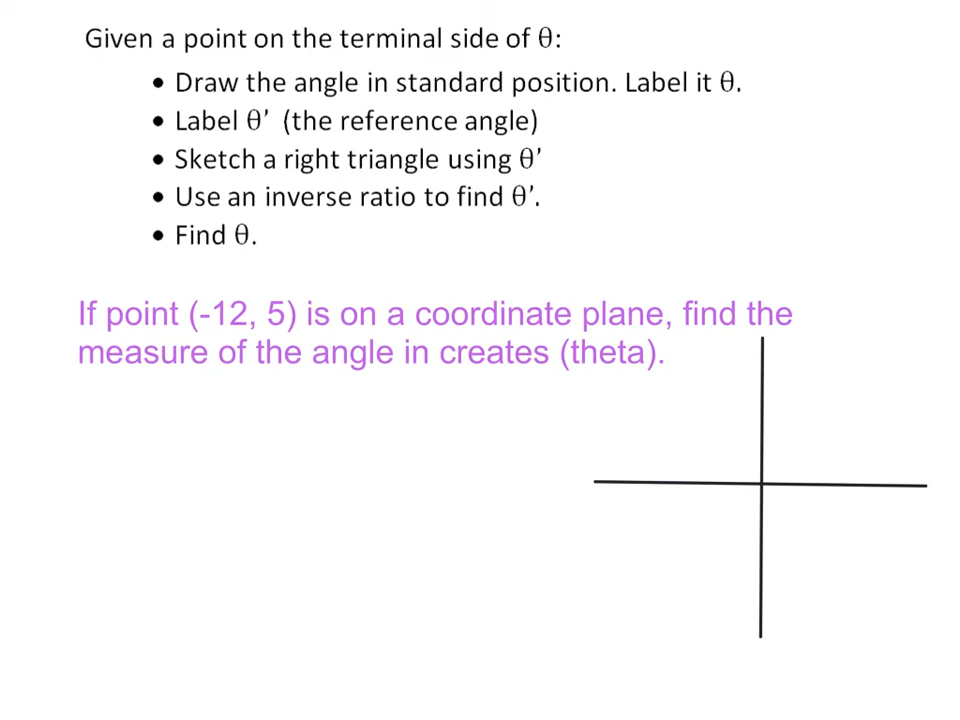 Given a point on the terminal side of θ:
• Draw the angle in standard position. Label it θ.
• Label θ’ (the reference angle)
• Sketch a right triangle using θ’
• Use an inverse ratio to find θ’.
• Find θ.
If point (-12, 5) is on a coordinate plane, find the
measure of the angle in creates (theta).